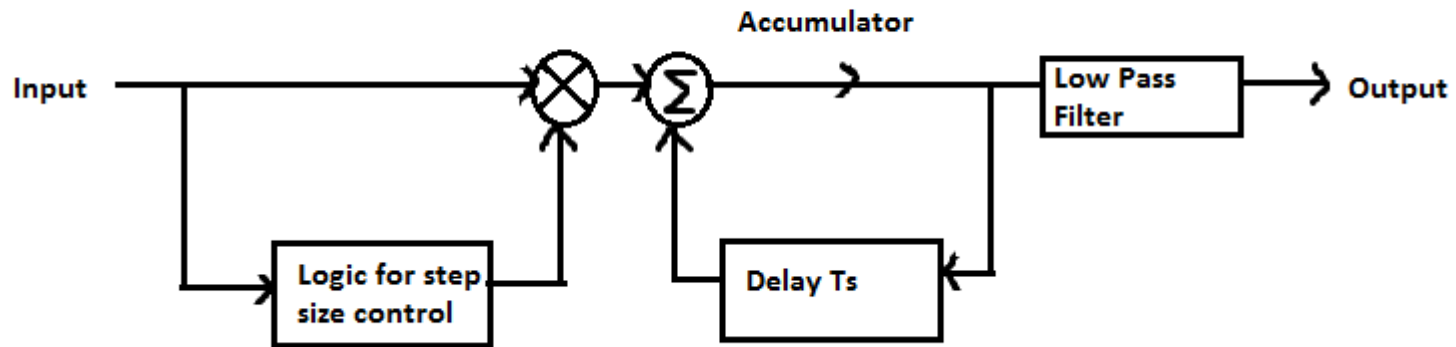 Accumulator
Input
Σ
Low Pass
Filter
Output
Logic for step
size control
Delay Ts